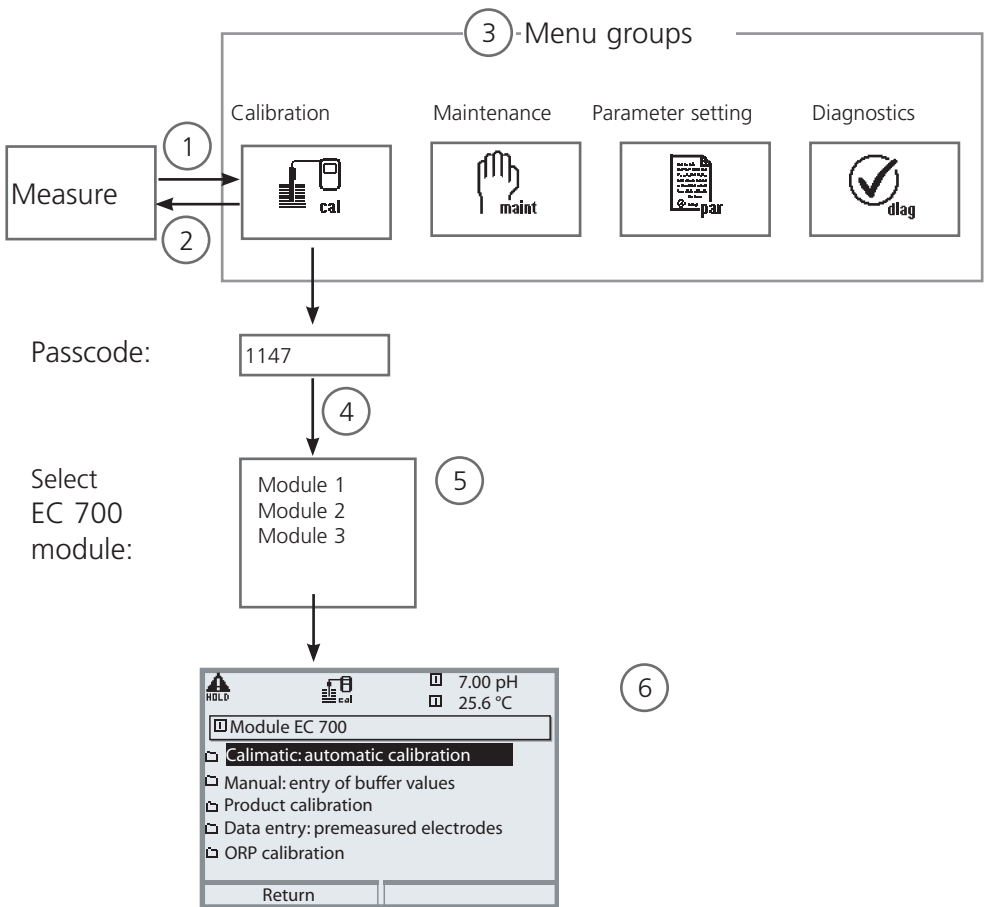 3 Menu groups
Calibration Maintenance Parameter setting Diagnostics
1
Measure
cal maint par diag
2
Passcode:
1147
4
Select
EC 700
module:
Module 1
Module 2
Module 3
5
HOLD cal 7.00 pH
25.6 °C
Module EC 700
Calimatic: automatic calibration
Manual: entry of buffer values
Product calibration
Data entry: premeasured electrodes
ORP calibration
Return
6